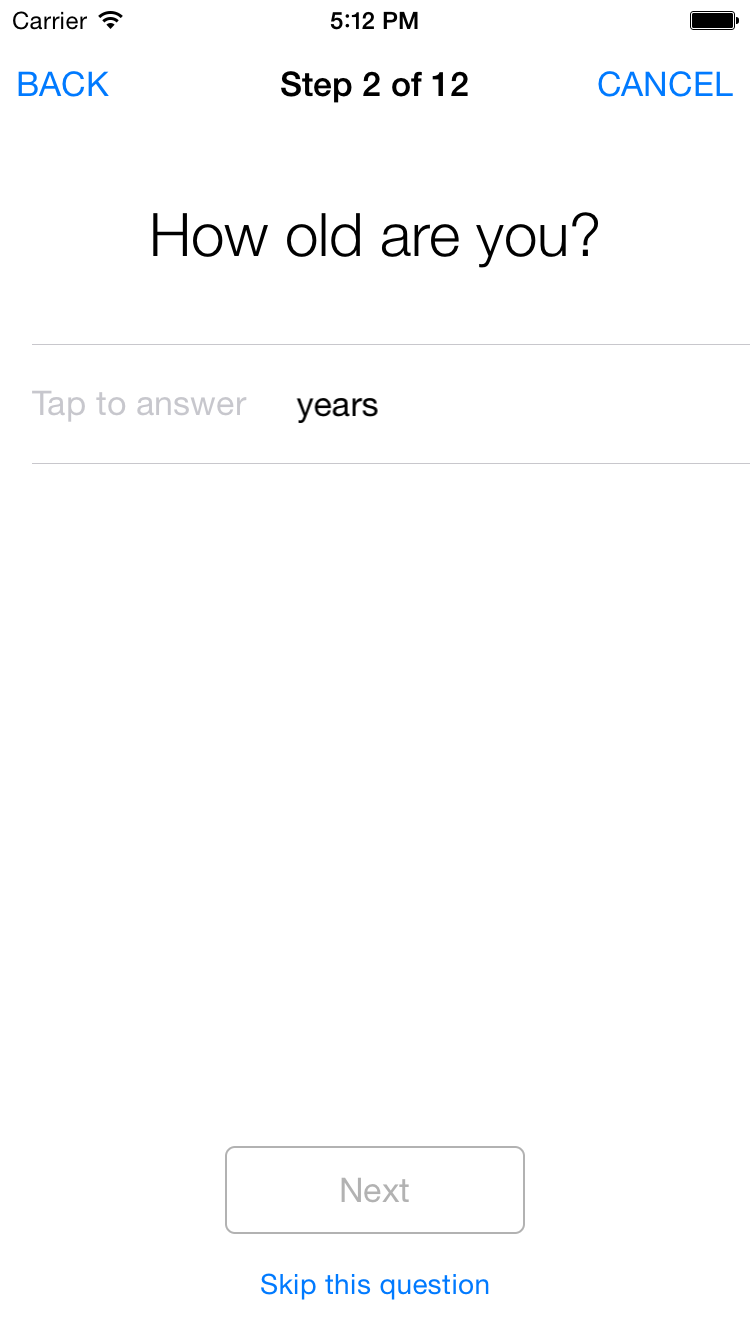 Carrier 5:12 PM
BACK Step 2 of 12 CANCEL
How old are you?
Tap to answer years
Next
Skip this question